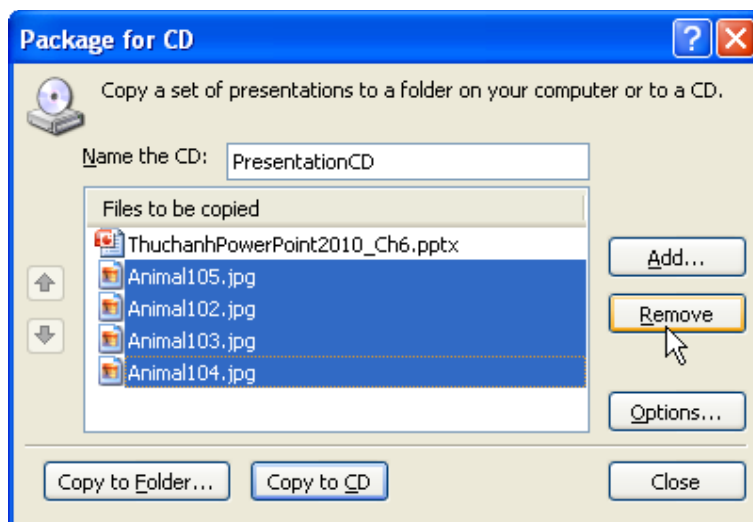 Package for CD
Copy a set of presentations to a folder on your computer or to a CD.
Name the CD: PresentationCD
Files to be copied
ThuchanhPowerPoint2010_Ch6.pptx
Add...
Animal105.jpg
Animal102.jpg
Remove
Animal103.jpg
Animal104.jpg
Options...
Copy to Folder... Copy to CD Close